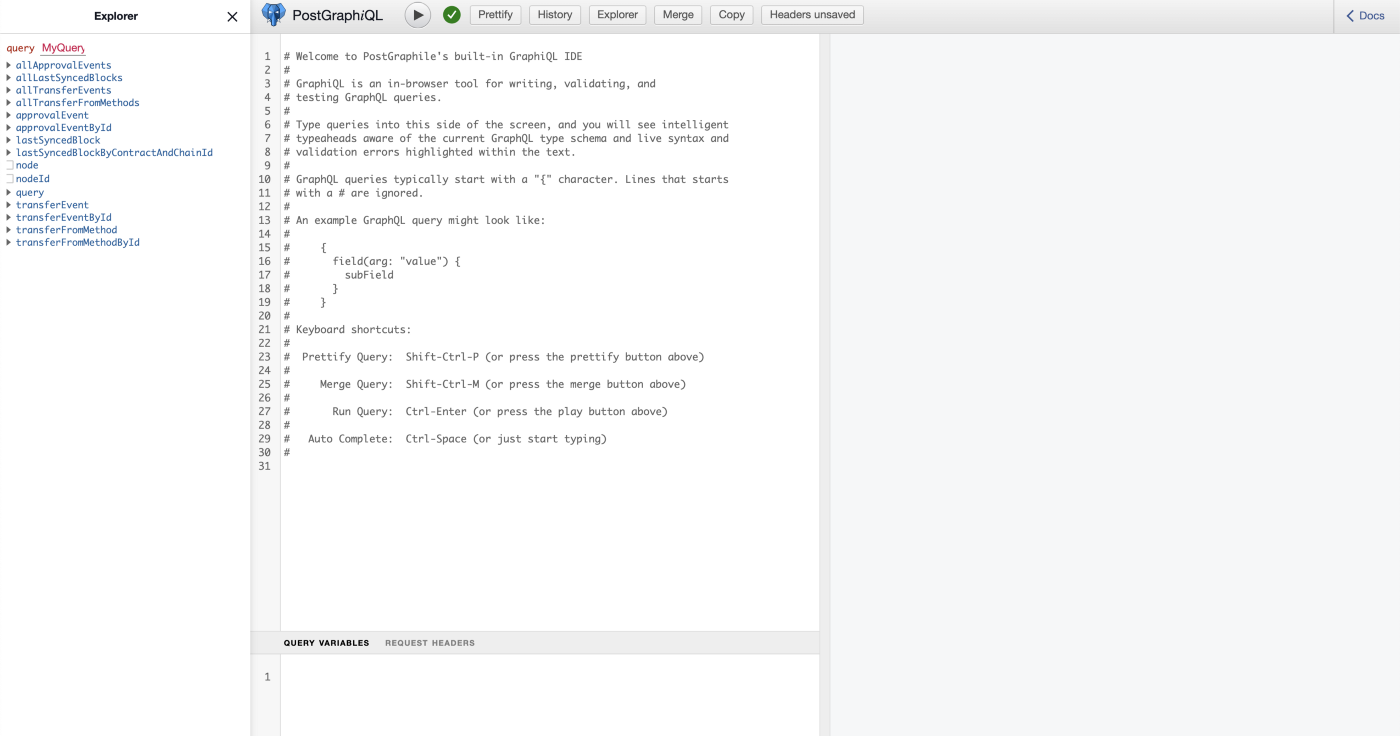 Explorer
PostGraphiQL
Prettify
History
Explorer
Merge
Copy
Headers unsaved
Docs
query MyQuery
allApprovalEvents
allLastSyncedBlocks
allTransferEvents
allTransferFromMethods
approvalEvent
approvalEventById
lastSyncedBlock
lastSyncedBlockByContractAndChainId
node
nodeId
query
transferEvent
transferEventById
transferFromMethod
transferFromMethodById
1 # Welcome to PostGraphile's built-in GraphiQL IDE
2 #
3 # GraphiQL is an in-browser tool for writing, validating, and
4 # testing GraphQL queries.
5 #
6 # Type queries into this side of the screen, and you will see intelligent
7 # typeaheads aware of the current GraphQL type schema and live syntax and
8 # validation errors highlighted within the text.
9 #
10 # GraphQL queries typically start with a "{" character. Lines that starts
11 # with a # are ignored.
12 #
13 # An example GraphQL query might look like:
14 #
15 #     {
16 #       field(arg: "value") {
17 #         subField
18 #       }
19 #     }
20 #
21 # Keyboard shortcuts:
22 #
23 #  Prettify Query:  Shift-Ctrl-P (or press the prettify button above)
24 #
25 #     Merge Query:  Shift-Ctrl-M (or press the merge button above)
26 #
27 #       Run Query:  Ctrl-Enter (or press the play button above)
28 #
29 #   Auto Complete:  Ctrl-Space (or just start typing)
30 #
31
QUERY VARIABLES
REQUEST HEADERS
1